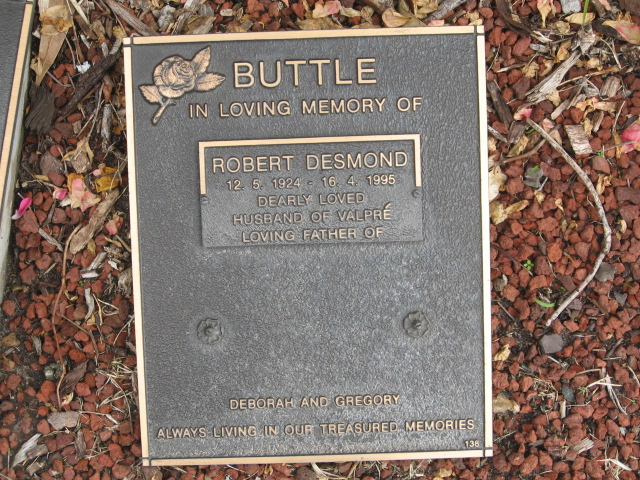 BUTTLE
IN LOVING MEMORY OF
ROBERT DESMOND
12. 5. 1924 - 16. 4. 1995
DEARLY LOVED
HUSBAND OF VALPRÉ
LOVING FATHER OF
DEBORAH AND GREGORY
ALWAYS LIVING IN OUR TREASURED MEMORIES
136